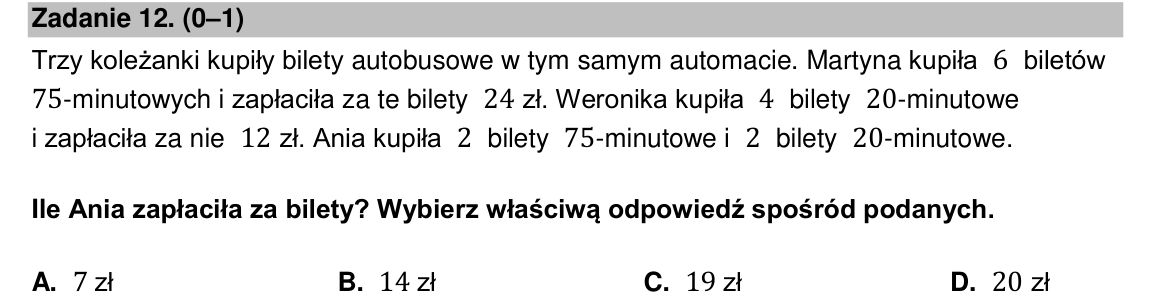 Zadanie 12. (0–1)
Trzy koleżanki kupiły bilety autobusowe w tym samym automacie. Martyna kupiła 6 biletów
75-minutowych i zapłaciła za te bilety 24 zł. Weronika kupiła 4 bilety 20-minutowe
i zapłaciła za nie 12 zł. Ania kupiła 2 bilety 75-minutowe i 2 bilety 20-minutowe.
Ile Ania zapłaciła za bilety? Wybierz właściwą odpowiedź spośród podanych.
A. 7 zł B. 14 zł C. 19 zł D. 20 zł